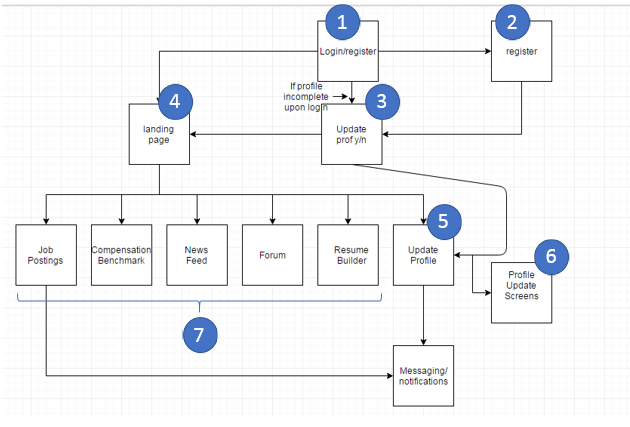 1
2
Login/register
register
If profile
incomplete
upon login
3
4
Update
prof y/n
landing
page
5
Job
Postings
Compensation
Benchmark
News
Feed
Forum
Resume
Builder
Update
Profile
6
Profile
Update
Screens
7
Messaging/
notifications